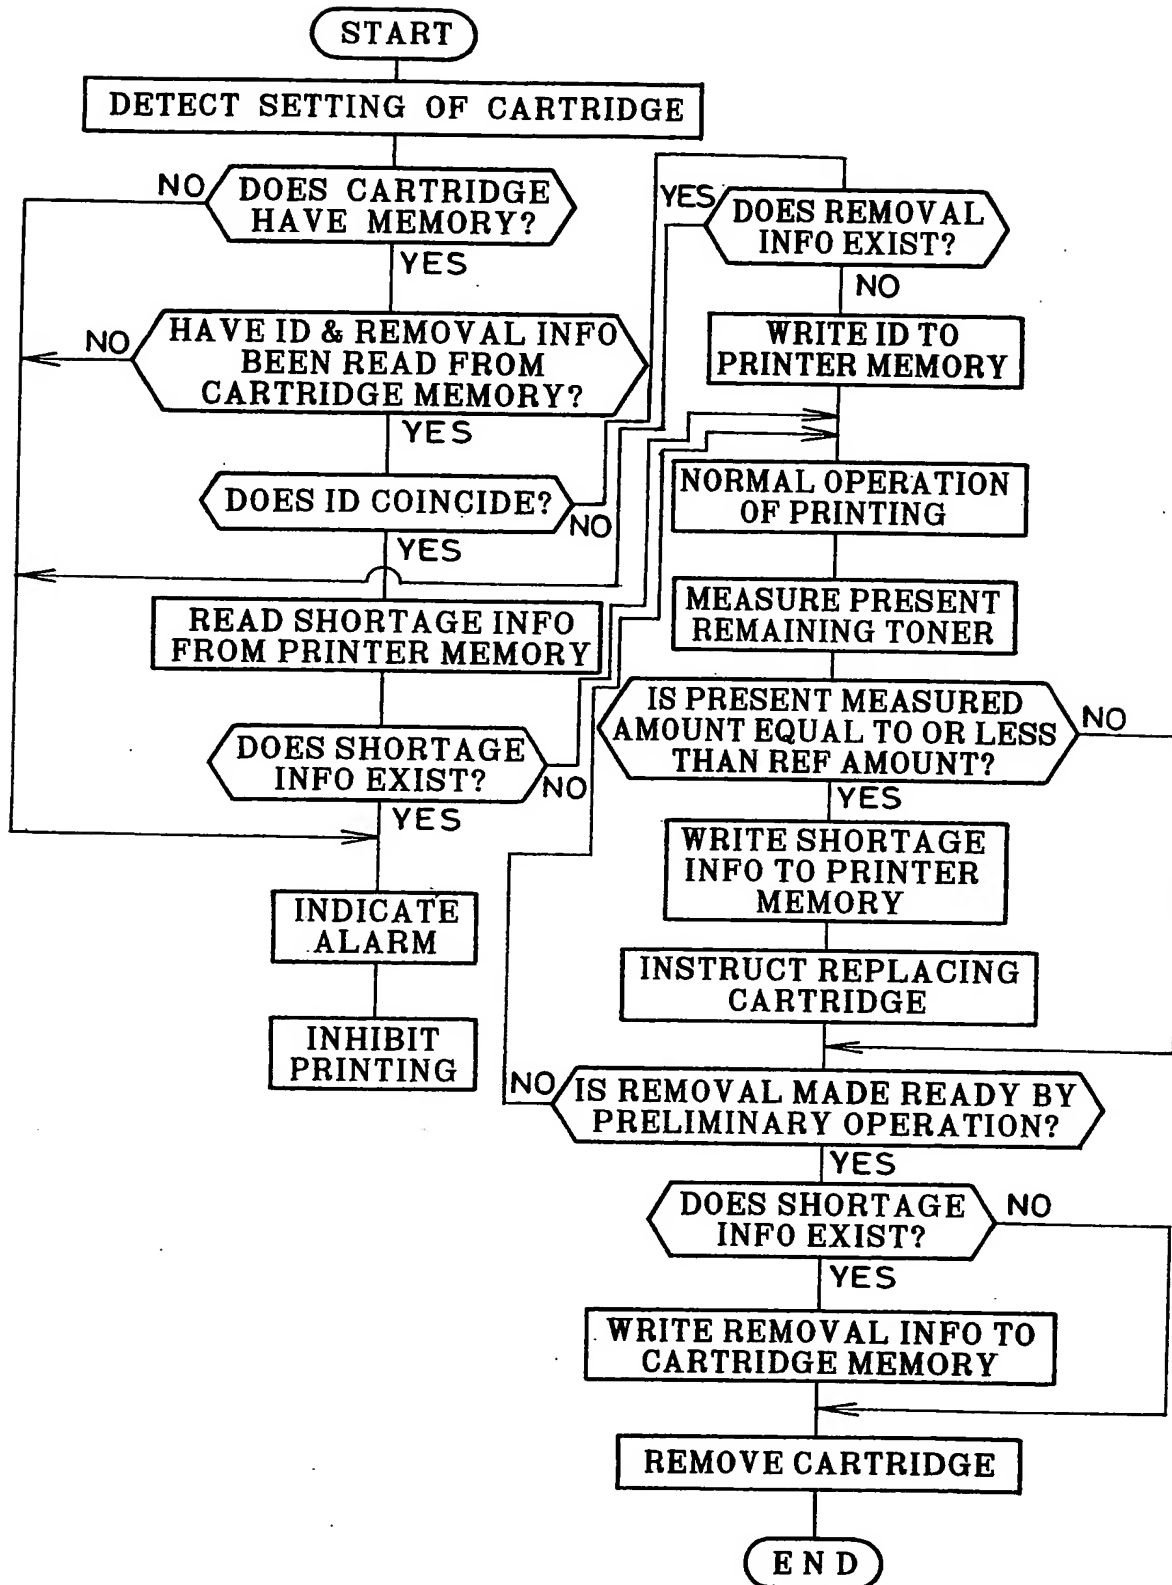 START
DETECT SETTING OF CARTRIDGE
NO
DOES CARTRIDGE
HAVE MEMORY?
YES
NO
HAVE ID & REMOVAL INFO
BEEN READ FROM
CARTRIDGE MEMORY?
YES
DOES ID COINCIDE?
NO
YES
READ SHORTAGE INFO
FROM PRINTER MEMORY
DOES SHORTAGE
INFO EXIST?
NO
YES
INDICATE
ALARM
INHIBIT
PRINTING
YES
DOES REMOVAL
INFO EXIST?
NO
WRITE ID TO
PRINTER MEMORY
NORMAL OPERATION
OF PRINTING
MEASURE PRESENT
REMAINING TONER
IS PRESENT MEASURED
AMOUNT EQUAL TO OR LESS
THAN REF AMOUNT?
NO
YES
WRITE SHORTAGE
INFO TO PRINTER
MEMORY
INSTRUCT REPLACING
CARTRIDGE
NO
IS REMOVAL MADE READY BY
PRELIMINARY OPERATION?
YES
DOES SHORTAGE
INFO EXIST?
NO
YES
WRITE REMOVAL INFO TO
CARTRIDGE MEMORY
REMOVE CARTRIDGE
END